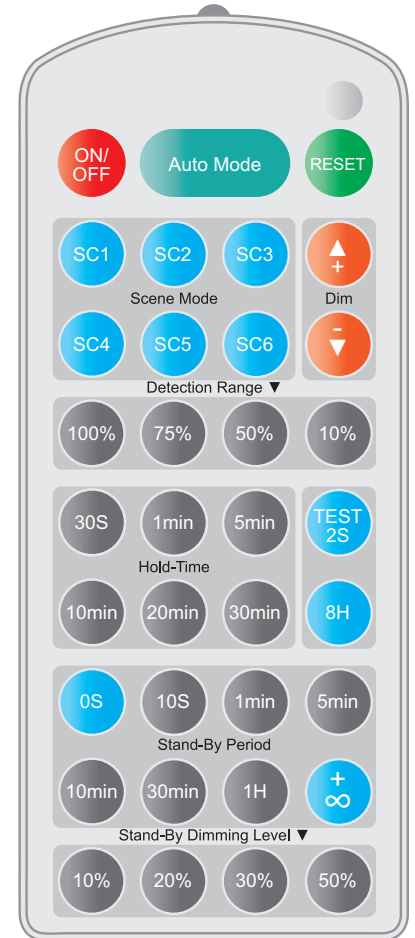 ON/
OFF
Auto Mode
RESET
SC1 SC2 SC3
▲
+
Scene Mode
Dim
SC4 SC5 SC6
-
▼
Detection Range ▼
100% 75% 50% 10%
30S 1min 5min
TEST
2S
Hold-Time
10min 20min 30min
8H
0S 10S 1min 5min
Stand-By Period
10min 30min 1H
+
∞
Stand-By Dimming Level ▼
10% 20% 30% 50%